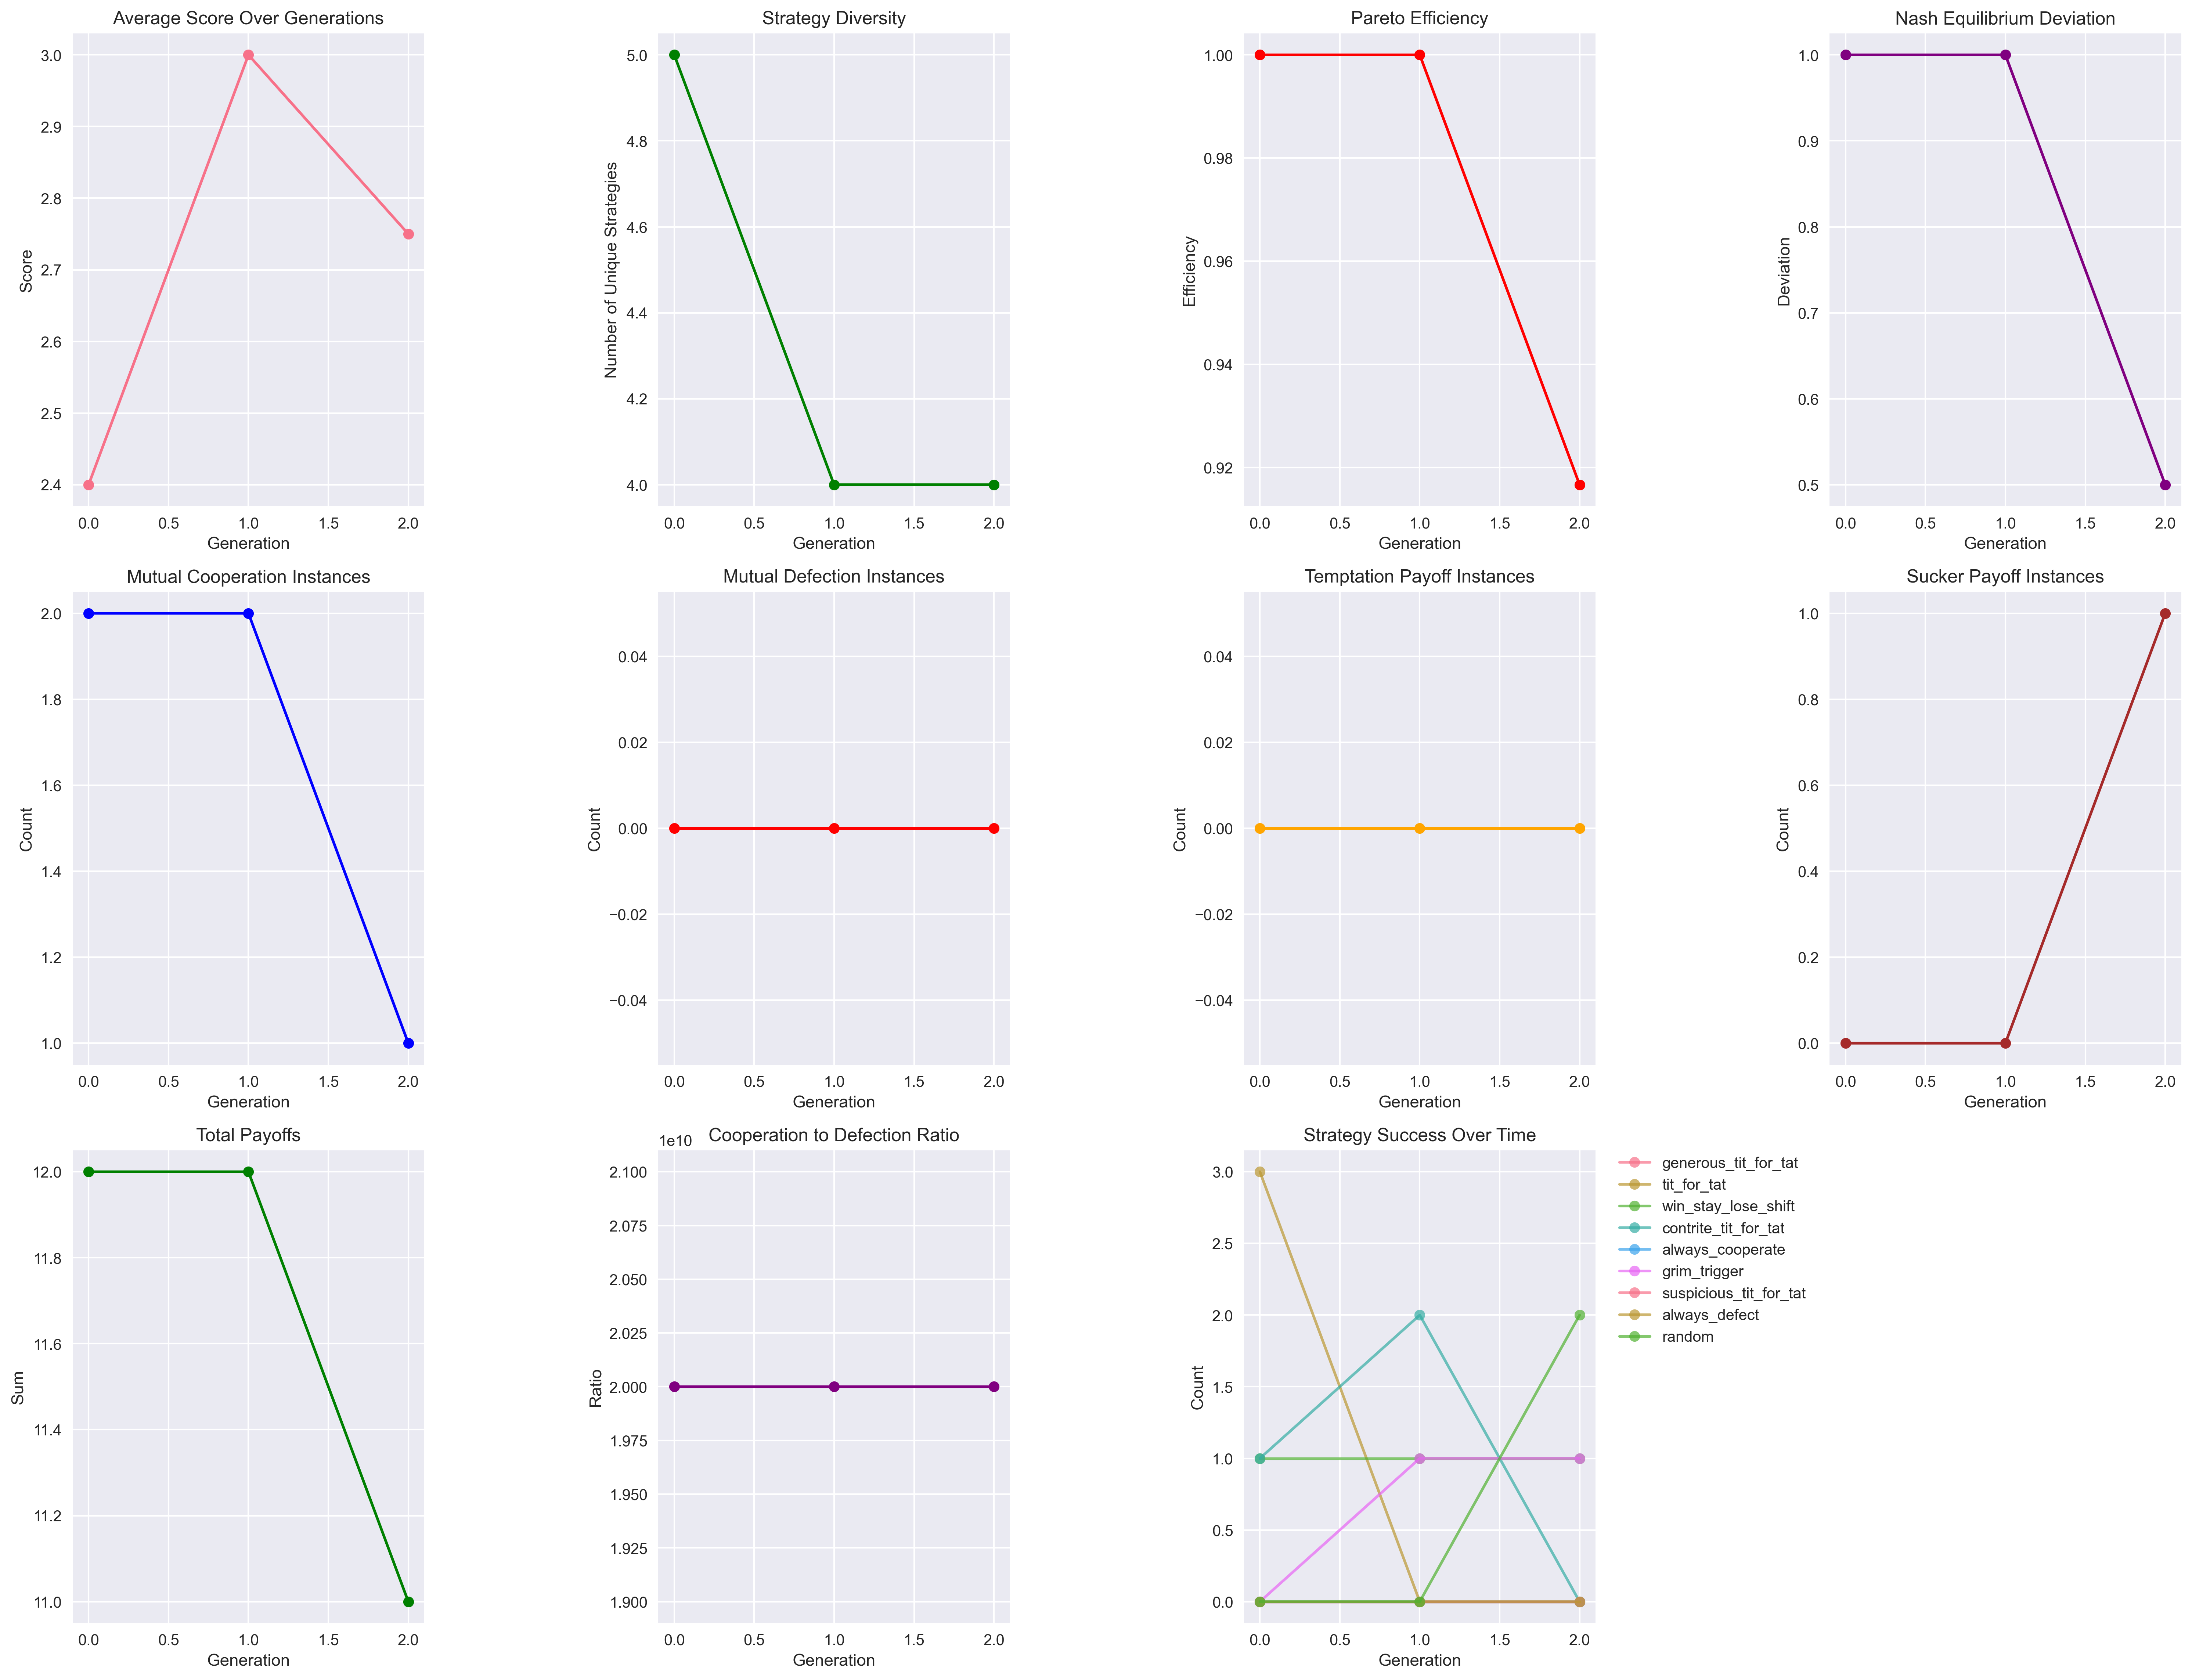 Average Score Over Generations
Score
3.0
2.9
2.8
2.7
2.6
2.5
2.4
0.0 0.5 1.0 1.5 2.0
Generation
Strategy Diversity
Number of Unique Strategies
5.0
4.8
4.6
4.4
4.2
4.0
0.0 0.5 1.0 1.5 2.0
Generation
Pareto Efficiency
Efficiency
1.00
0.98
0.96
0.94
0.92
0.0 0.5 1.0 1.5 2.0
Generation
Nash Equilibrium Deviation
Deviation
1.0
0.9
0.8
0.7
0.6
0.5
0.0 0.5 1.0 1.5 2.0
Generation
Mutual Cooperation Instances
Count
2.0
1.8
1.6
1.4
1.2
1.0
0.0 0.5 1.0 1.5 2.0
Generation
Mutual Defection Instances
Count
0.04
0.02
0.00
−0.02
−0.04
0.0 0.5 1.0 1.5 2.0
Generation
Temptation Payoff Instances
Count
0.04
0.02
0.00
−0.02
−0.04
0.0 0.5 1.0 1.5 2.0
Generation
Sucker Payoff Instances
Count
1.0
0.8
0.6
0.4
0.2
0.0
0.0 0.5 1.0 1.5 2.0
Generation
Total Payoffs
Sum
12.0
11.8
11.6
11.4
11.2
11.0
0.0 0.5 1.0 1.5 2.0
Generation
1e10 Cooperation to Defection Ratio
Ratio
2.100
2.075
2.050
2.025
2.000
1.975
1.950
1.925
1.900
0.0 0.5 1.0 1.5 2.0
Generation
Strategy Success Over Time
Count
3.0
2.5
2.0
1.5
1.0
0.5
0.0
0.0 0.5 1.0 1.5 2.0
Generation
generous_tit_for_tat
tit_for_tat
win_stay_lose_shift
contrite_tit_for_tat
always_cooperate
grim_trigger
suspicious_tit_for_tat
always_defect
random